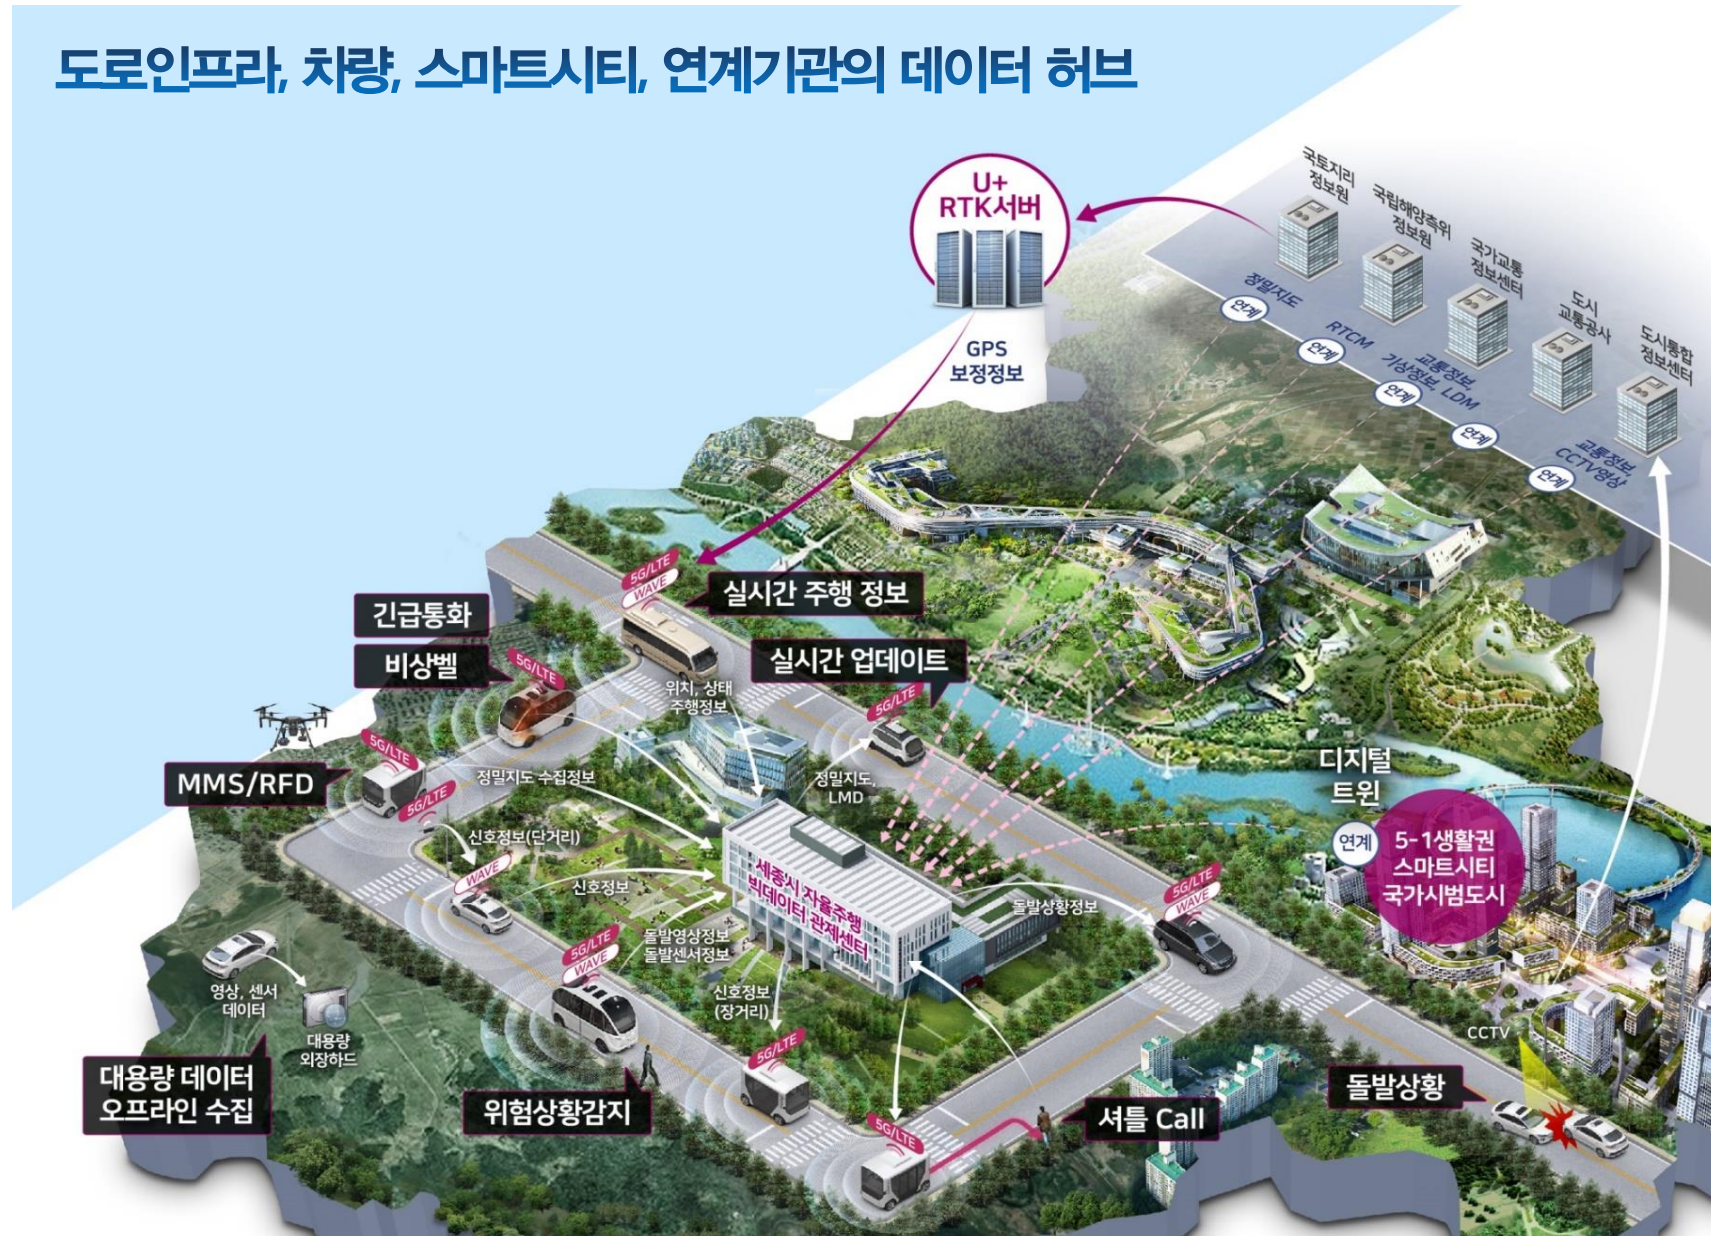 도로인프라, 차량, 스마트시티, 연계기관의 데이터 허브
U+
RTK서버
GPS
보정정보
국토지리
정보원
국립해양측위
정보원
국가교통
정보센터
도시
교통공사
도시통합
정보센터
정밀지도
연계
RTCM
연계
교통정보,
기상정보, LDM
연계
연계
교통정보,
CCTV영상
연계
5G/LTE
WAVE
실시간 주행 정보
긴급통화
비상벨
5G/LTE
위치, 상태
주행정보
실시간 업데이트
5G/LTE
정밀지도,
LMD
MMS/RFD
5G/LTE
5G/LTE
정밀지도 수집정보
신호정보(단거리)
WAVE
신호정보
세종시 자율주행
빅데이터 관제센터
돌발영상정보
돌발센서정보
5G/LTE
WAVE
신호정보
(장거리)
돌발상황정보
5G/LTE
WAVE
디지털
트윈
연계
5-1생활권
스마트시티
국가시범도시
영상, 센서
데이터
대용량
외장하드
대용량 데이터
오프라인 수집
위험상황감지
5G/LTE
5G/LTE
셔틀 Call
CCTV
돌발상황